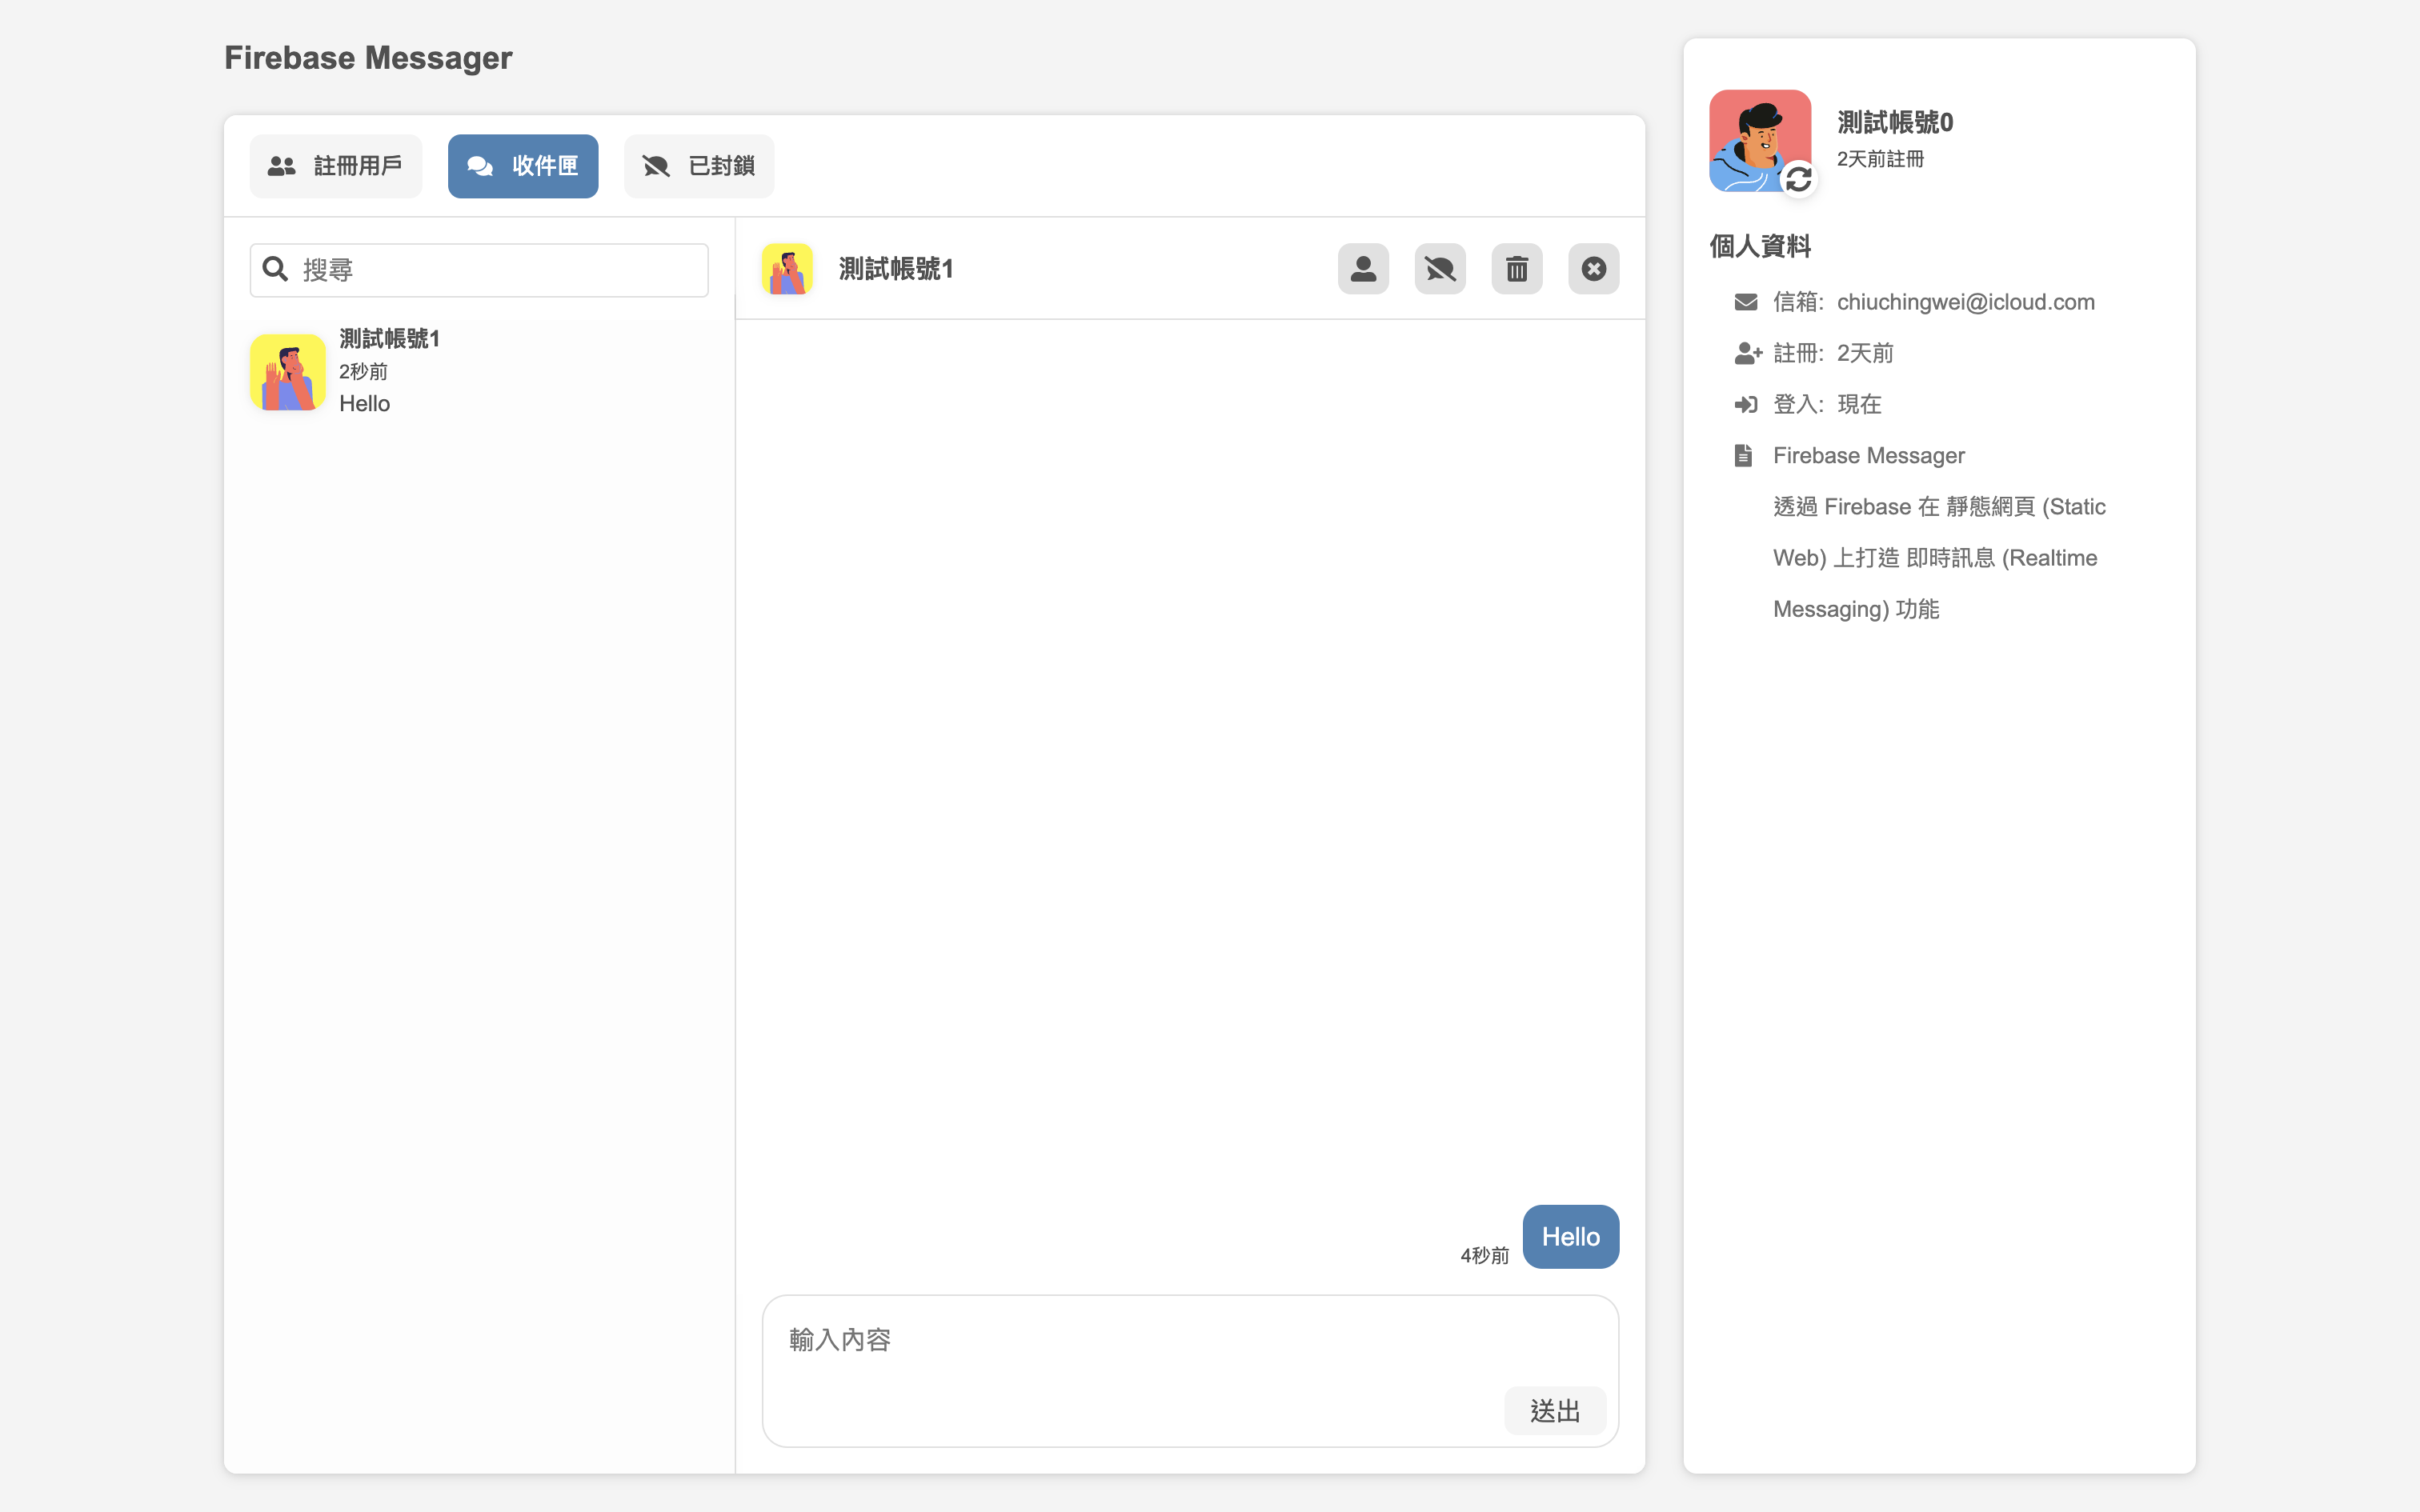 Firebase Messager
註冊用戶
收件匣
已封鎖
搜尋
測試帳號1
2秒前
Hello
測試帳號1
4秒前
Hello
輸入內容
送出
測試帳號0
2天前註冊
個人資料
信箱: chiuchingwei@icloud.com
註冊: 2天前
登入: 現在
Firebase Messager
透過 Firebase 在 靜態網頁 (Static
Web) 上打造 即時訊息 (Realtime
Messaging) 功能